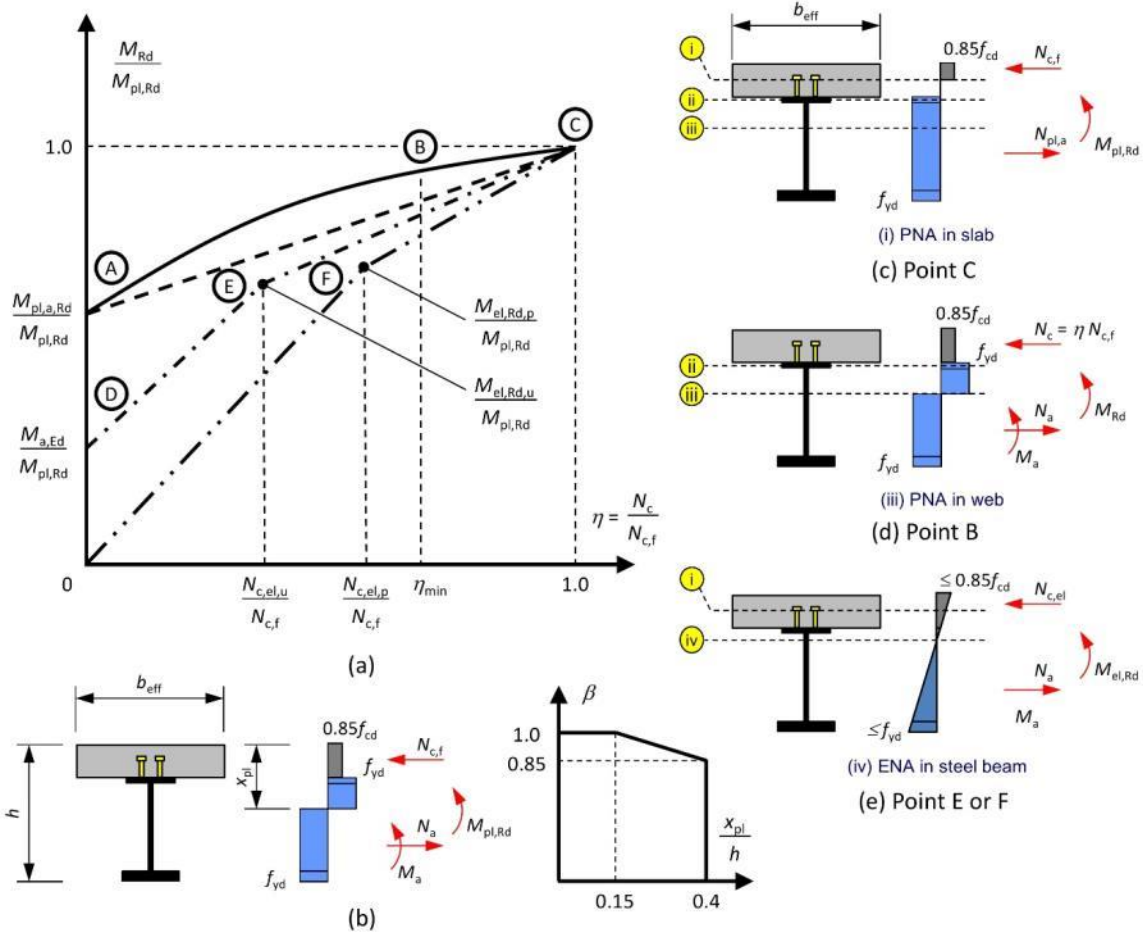 M_Rd
M_pl,Rd
1.0
A
B
C
D
E
F
M_pl,a,Rd
M_pl,Rd
M_a,Ed
M_pl,Rd
M_el,Rd,p
M_pl,Rd
M_el,Rd,u
M_pl,Rd
η = N_c
N_c,f
0
N_c,el,u
N_c,f
N_c,el,p
N_c,f
η_min
1.0
(a)
b_eff
h
x_pl
0.85f_cd
f_yd
f_yd
N_c,f
N_a
M_pl,Rd
M_a
(b)
β
1.0
0.85
x_pl
h
0.15
0.4
b_eff
i
ii
iii
0.85f_cd
N_c,f
N_pl,a
M_pl,Rd
f_yd
(i) PNA in slab
(c) Point C
ii
iii
0.85f_cd
f_yd
N_c = η N_c,f
N_a
M_Rd
M_a
f_yd
(iii) PNA in web
(d) Point B
i
iv
≤ 0.85f_cd
N_c,el
N_a
M_el,Rd
M_a
≤f_yd
(iv) ENA in steel beam
(e) Point E or F